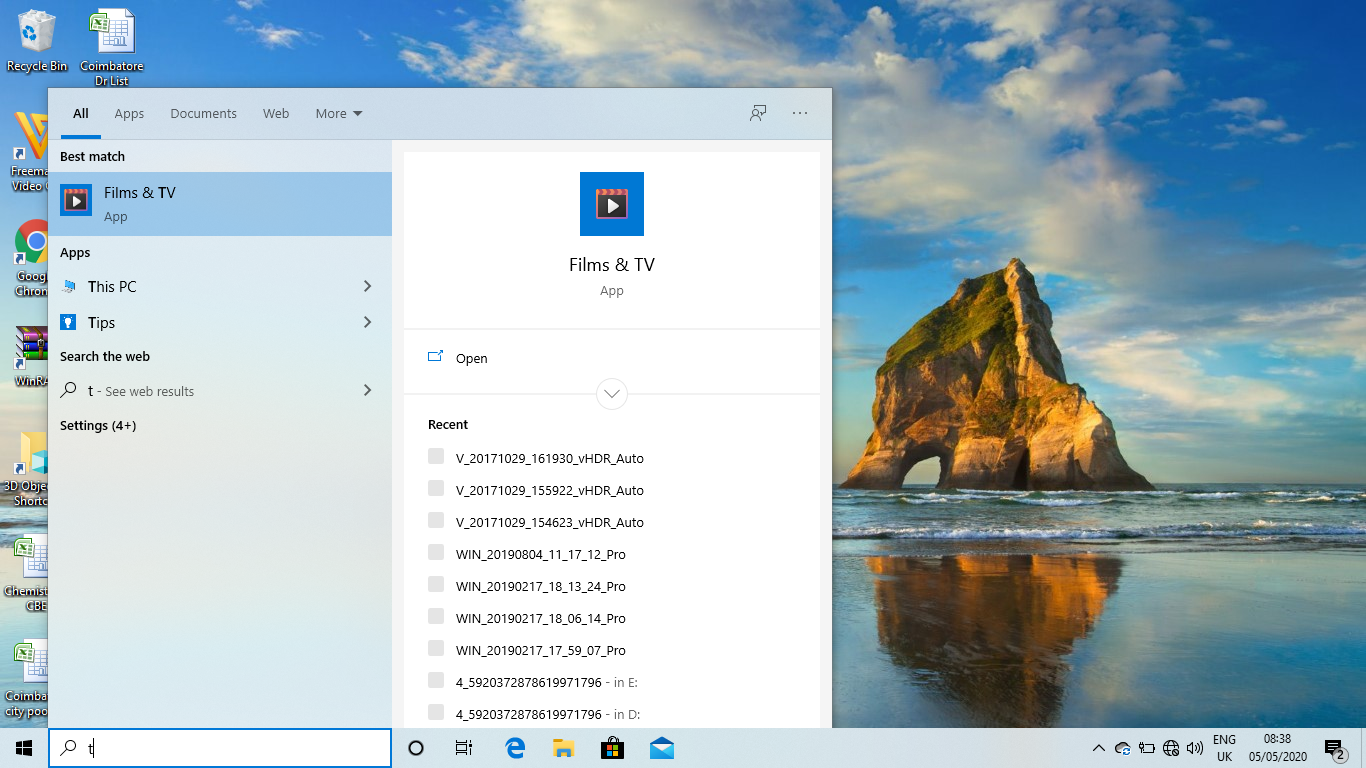 Recycle Bin
Coimbatore
Dr List
All
Apps
Documents
Web
More
Best match
Films & TV
App
Apps
This PC
Tips
Search the web
t - See web results
Settings (4+)
Films & TV
App
Open
Recent
V_20171029_161930_vHDR_Auto
V_20171029_155922_vHDR_Auto
V_20171029_154623_vHDR_Auto
WIN_20190804_11_17_12_Pro
WIN_20190217_18_13_24_Pro
WIN_20190217_18_06_14_Pro
WIN_20190217_17_59_07_Pro
4_5920372878619971796 - in E:
4_5920372878619971796 - in D:
Freema
Video C
Goog
Chron
WinRA
3D Obje
Shortc
Chemist
CBE
Coimba
city poo
t
ENG
UK
08:38
05/05/2020
2